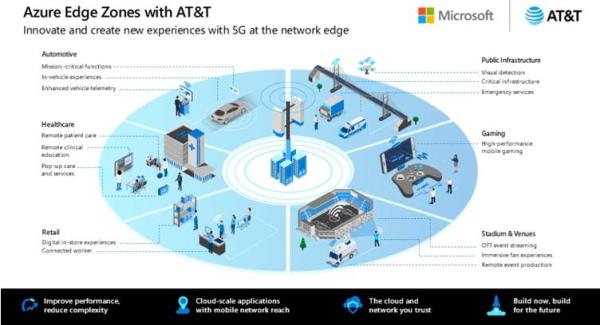 Azure Edge Zones with AT&T
Innovate and create new experiences with 5G at the network edge
Microsoft
AT&T
Automotive
Mission-critical functions
In-vehicle experiences
Enhanced vehicle telemetry
Public Infrastructure
Visual detection
Critical infrastructure
Emergency services
Healthcare
Remote patient care
Remote clinical
education
Pop-up care
and services
Gaming
High-performance
mobile gaming
Retail
Digital in-store experiences
Connected worker
Stadium & Venues
OTT event streaming
Immersive fan experiences
Remote event production
Improve performance,
reduce complexity
Cloud-scale applications
with mobile network reach
The cloud and
network you trust
Build now, build
for the future